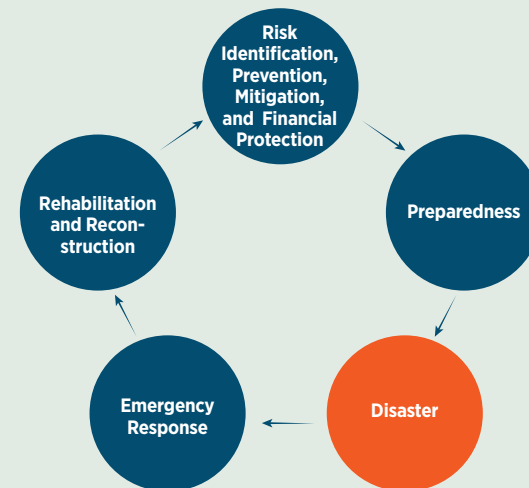 Risk
Identification,
Prevention,
Mitigation,
and Financial
Protection
Preparedness
Disaster
Emergency
Response
Rehabilitation
and Recon-
struction